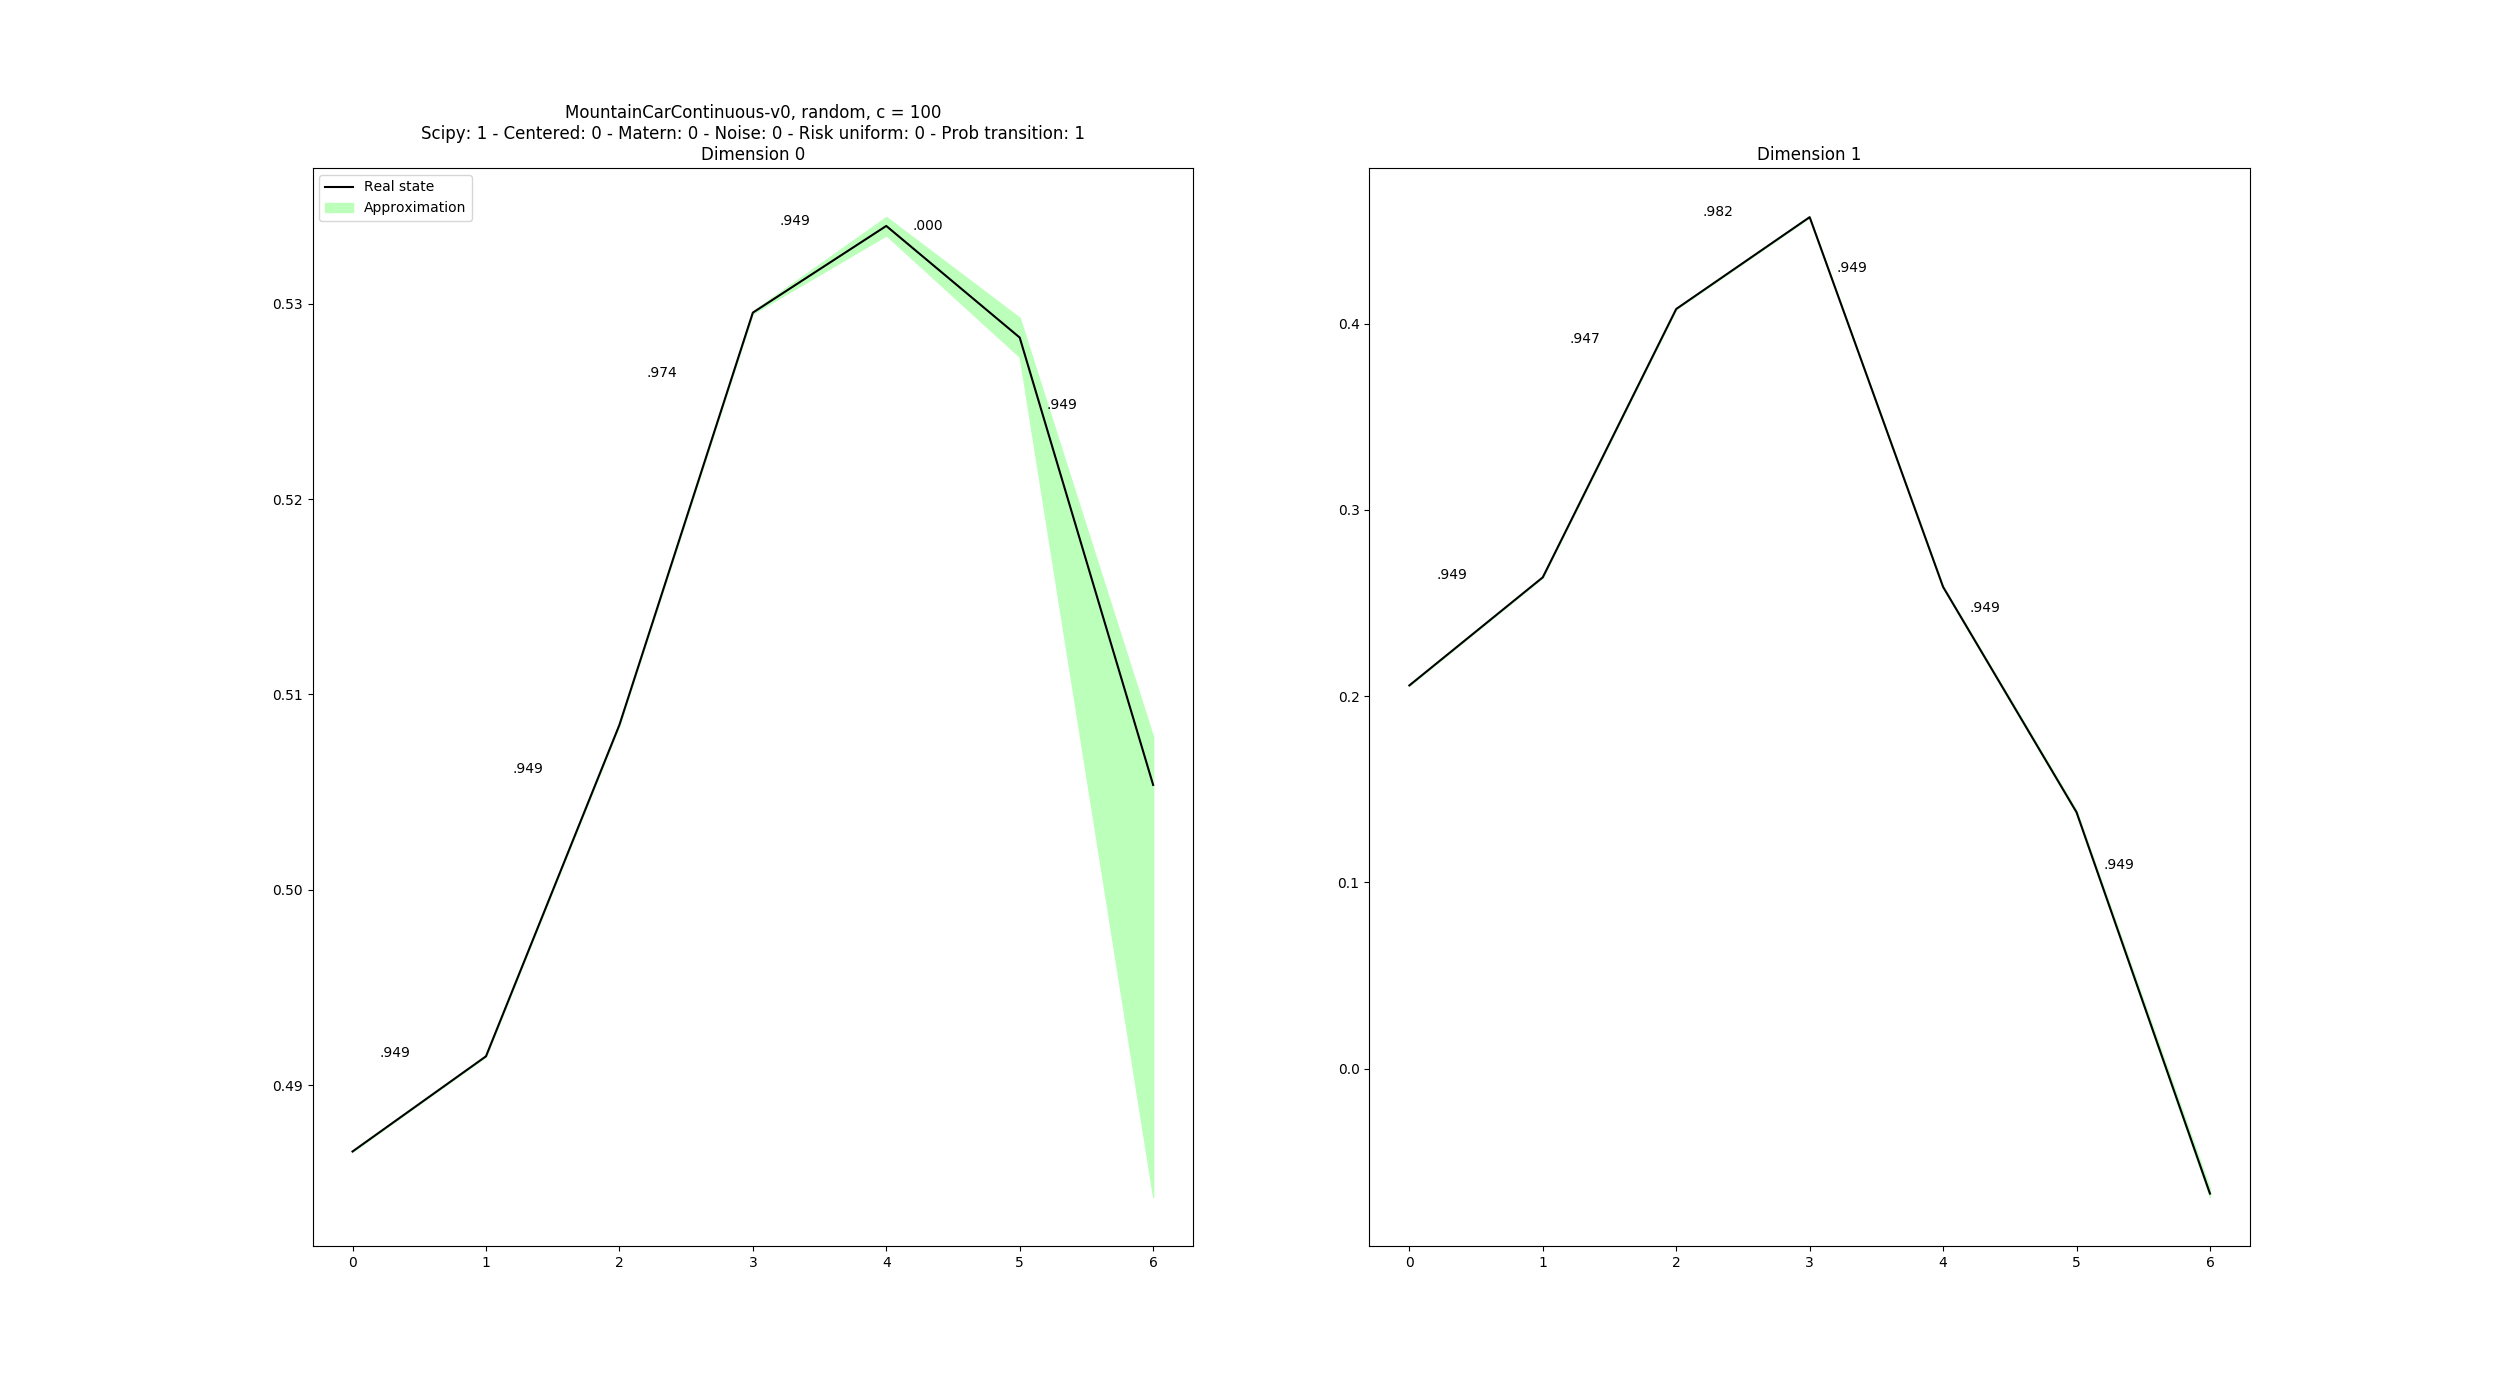 MountainCarContinuous-v0, random, c = 100
Scipy: 1 - Centered: 0 - Matern: 0 - Noise: 0 - Risk uniform: 0 - Prob transition: 1
Dimension 0
Real state
Approximation
.949
.000
.974
.949
.949
.949
0.53
0.52
0.51
0.50
0.49
0 1 2 3 4 5 6
Dimension 1
.982
.949
.947
.949
.949
.949
0.4
0.3
0.2
0.1
0.0
0 1 2 3 4 5 6